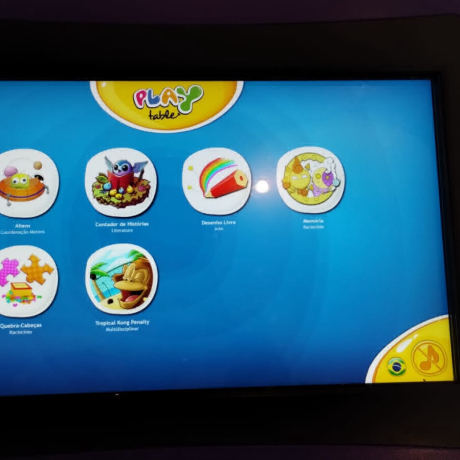 PLAY
table
Aliens
Coordenação Motora
Contador de Histórias
Literatura
Desenho Livre
Arte
Memória
Raciocínio
Quebra-Cabeças
Raciocínio
Tropical Kong Penalty
Multidisciplinar